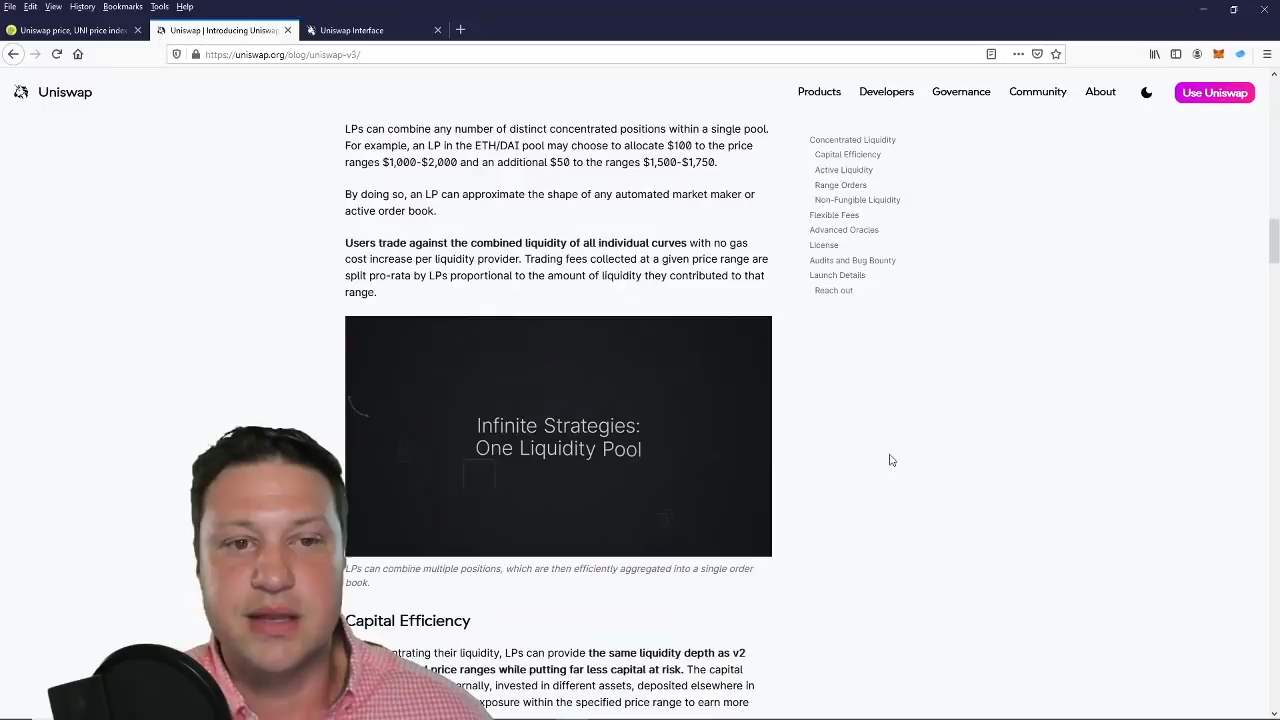 File Edit View History Bookmarks Tools Help
Uniswap price, UNI price index
Uniswap | Introducing Uniswap
Uniswap Interface
https://uniswap.org/blog/uniswap-v3/
Uniswap
Products Developers Governance Community About Use Uniswap
LPs can combine any number of distinct concentrated positions within a single pool.
For example, an LP in the ETH/DAI pool may choose to allocate $100 to the price
ranges $1,000-$2,000 and an additional $50 to the ranges $1,500-$1,750.
By doing so, an LP can approximate the shape of any automated market maker or
active order book.
Users trade against the combined liquidity of all individual curves with no gas
cost increase per liquidity provider. Trading fees collected at a given price range are
split pro-rata by LPs proportional to the amount of liquidity they contributed to that
range.
Infinite Strategies:
One Liquidity Pool
LPs can combine multiple positions, which are then efficiently aggregated into a single order
book.
Capital Efficiency
ntrating their liquidity, LPs can provide the same liquidity depth as v2
price ranges while putting far less capital at risk. The capital
ernally, invested in different assets, deposited elsewhere in
xposure within the specified price range to earn more
Concentrated Liquidity
Capital Efficiency
Active Liquidity
Range Orders
Non-Fungible Liquidity
Flexible Fees
Advanced Oracles
License
Audits and Bug Bounty
Launch Details
Reach out